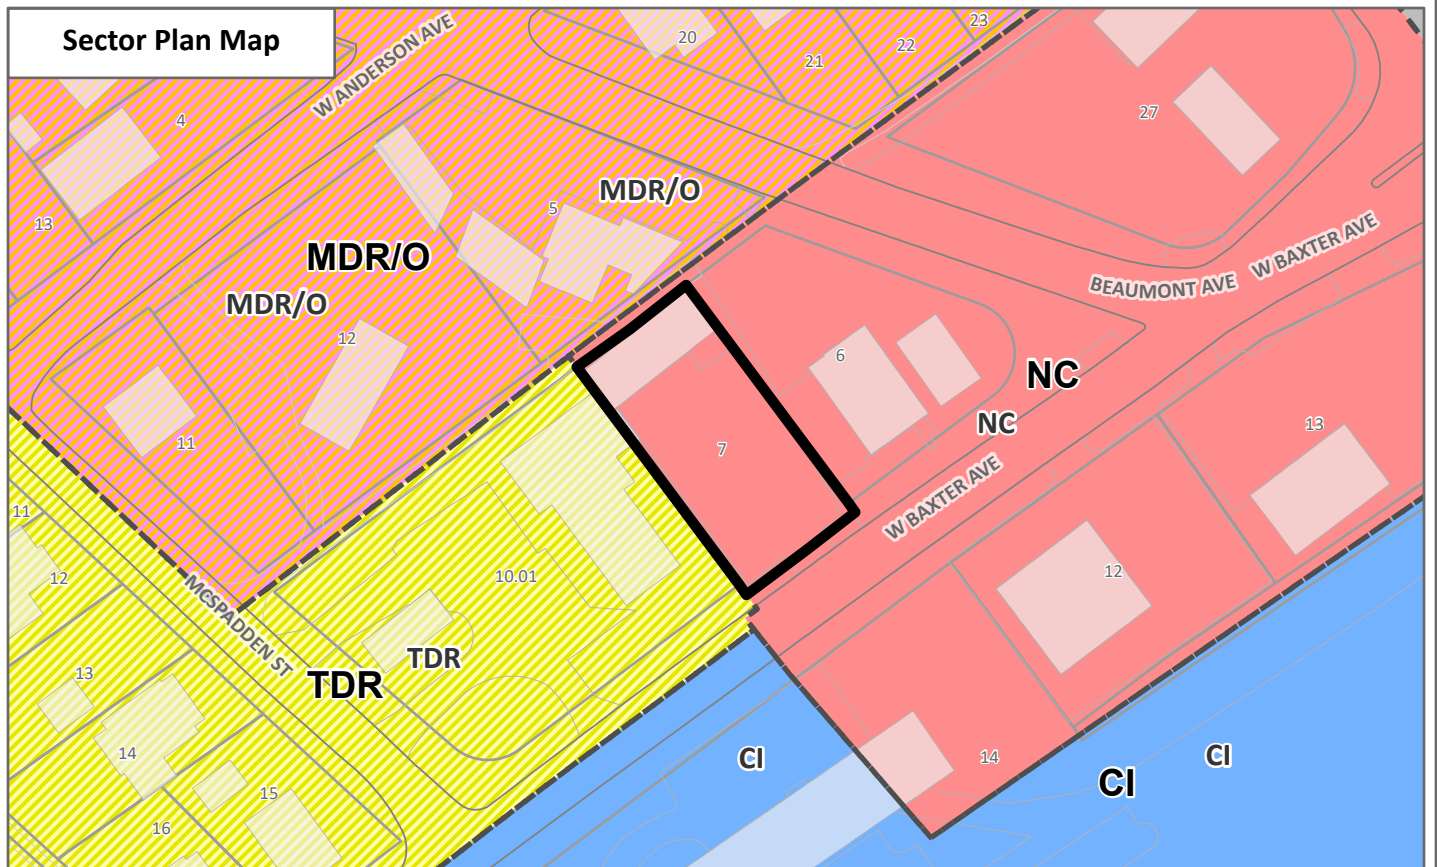 Sector Plan Map
W ANDERSON AVE
20
21
22
23
4
13
5
MDR/O
27
MDR/O
MDR/O
12
11
BEAUMONT AVE
W BAXTER AVE
6
NC
NC
7
13
W BAXTER AVE
11
12
10.01
12
MCSPADDEN ST
TDR
TDR
13
14
15
16
CI
14
CI
CI